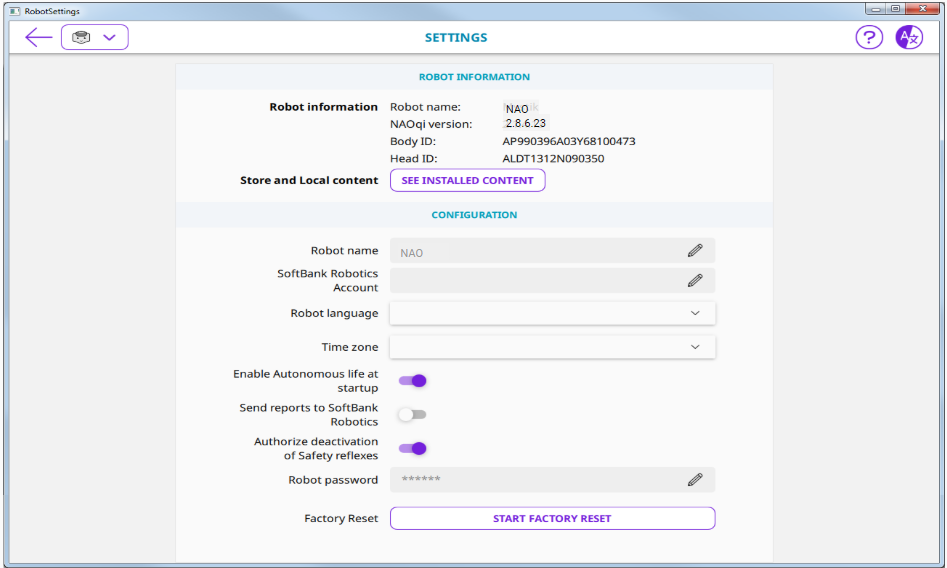 RobotSettings
SETTINGS
?
A文
ROBOT INFORMATION
Robot information Robot name: NAO
NAOqi version: 2.8.6.23
Body ID: AP990396A03Y68100473
Head ID: ALDT1312N090350
Store and Local content SEE INSTALLED CONTENT
CONFIGURATION
Robot name NAO
SoftBank Robotics
Account
Robot language
Time zone
Enable Autonomous life at
startup
Send reports to SoftBank
Robotics
Authorize deactivation
of Safety reflexes
Robot password ******
Factory Reset START FACTORY RESET